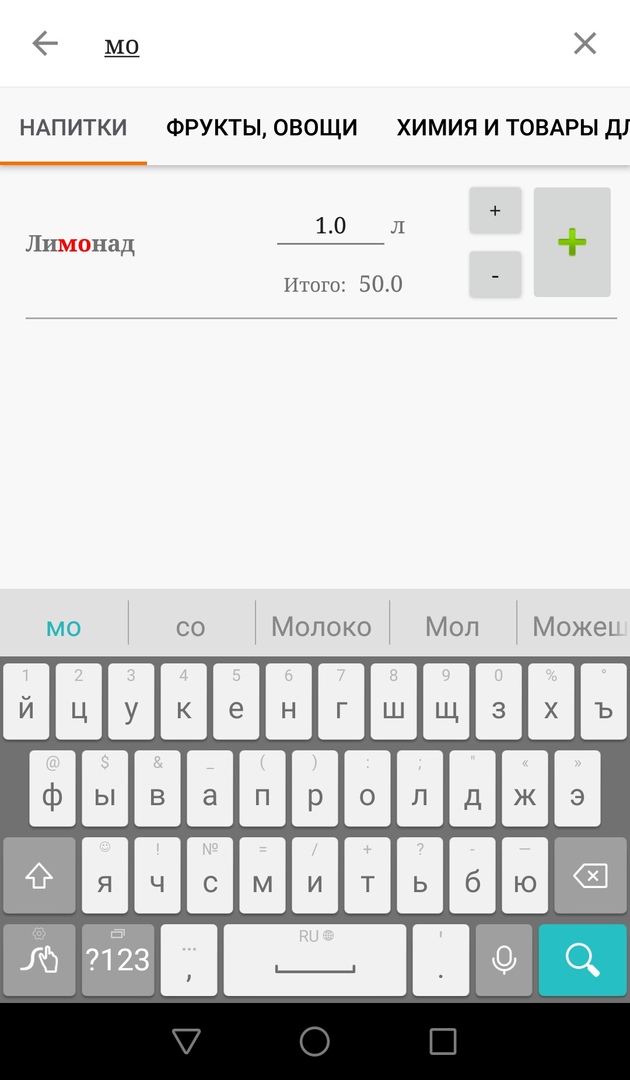 мо
НАПИТКИ ФРУКТЫ, ОВОЩИ ХИМИЯ И ТОВАРЫ ДЛ
Лимонад 1.0 л + -
Итого: 50.0
мо со Молоко Мол Можеш
1 2 3 4 5 6 7 8 9 0 % °
й ц у к е н г ш щ з х ъ
@ $ & _ ( ) : ; " « »
ф ы в а п р о л д ж э
! № = / + ? - —
я ч с м и т ь б ю
RU
?123 ... , ' .